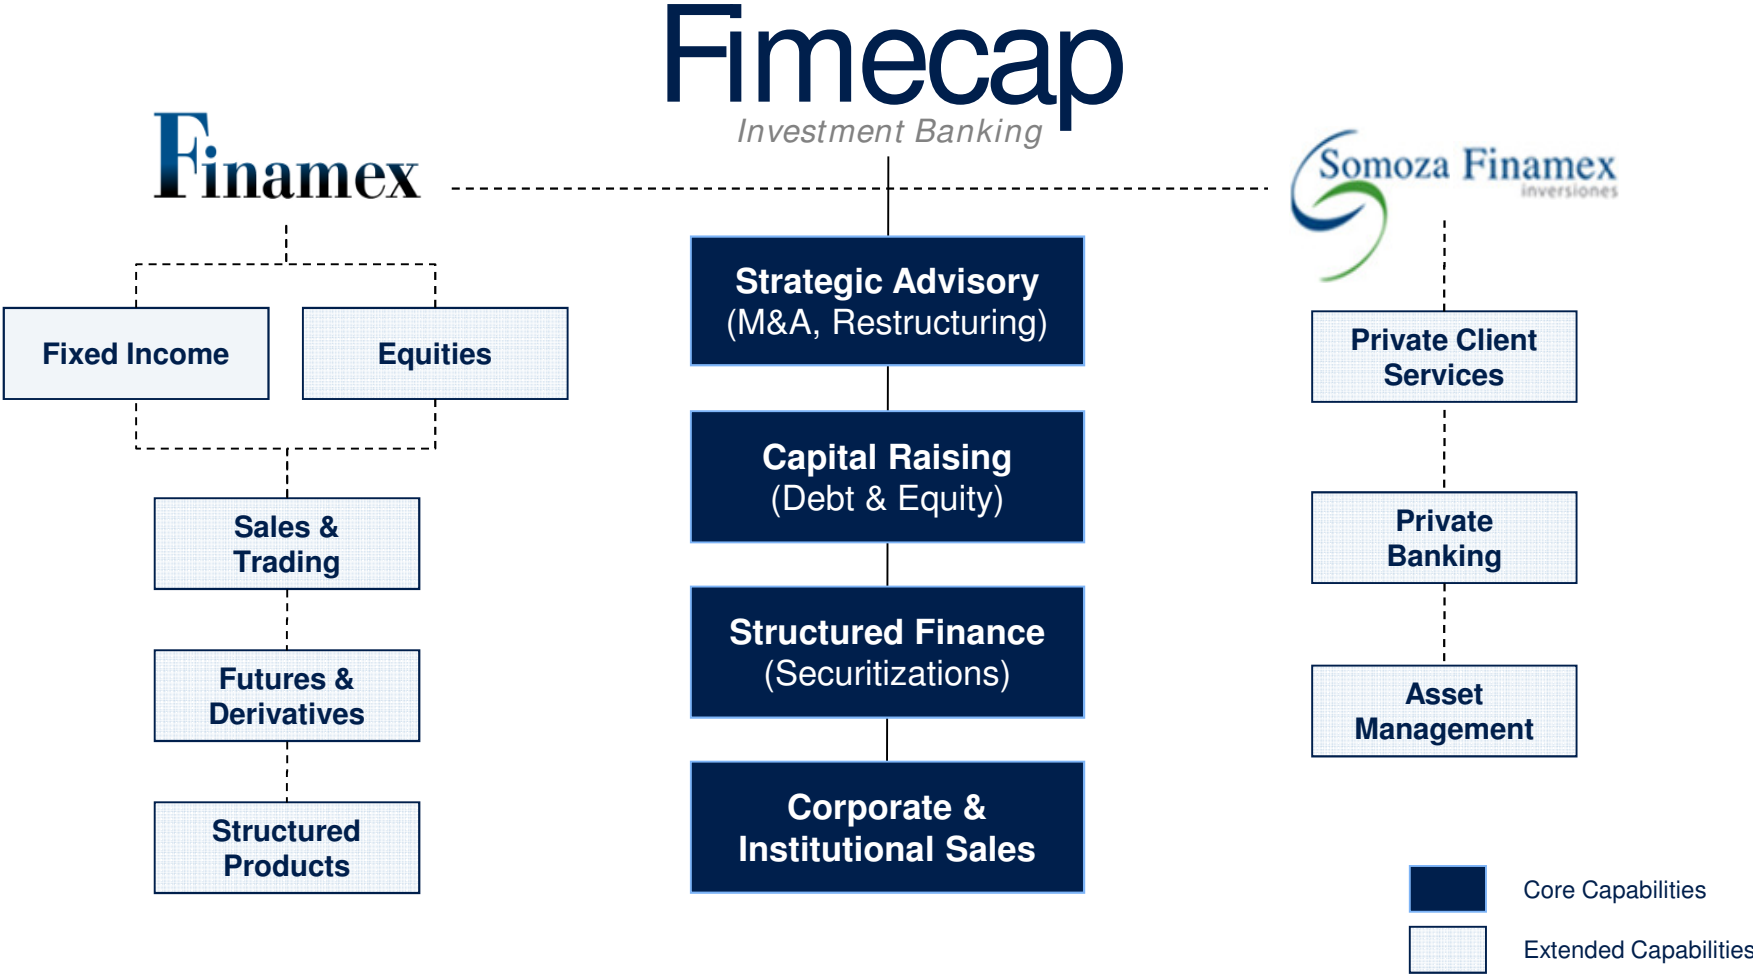 Fimecap
Investment Banking
Finamex
Somoza Finamex
inversiones
Fixed Income
Equities
Sales &
Trading
Futures &
Derivatives
Structured
Products
Strategic Advisory
(M&A, Restructuring)
Capital Raising
(Debt & Equity)
Structured Finance
(Securitizations)
Corporate &
Institutional Sales
Private Client
Services
Private
Banking
Asset
Management
Core Capabilities
Extended Capabilities